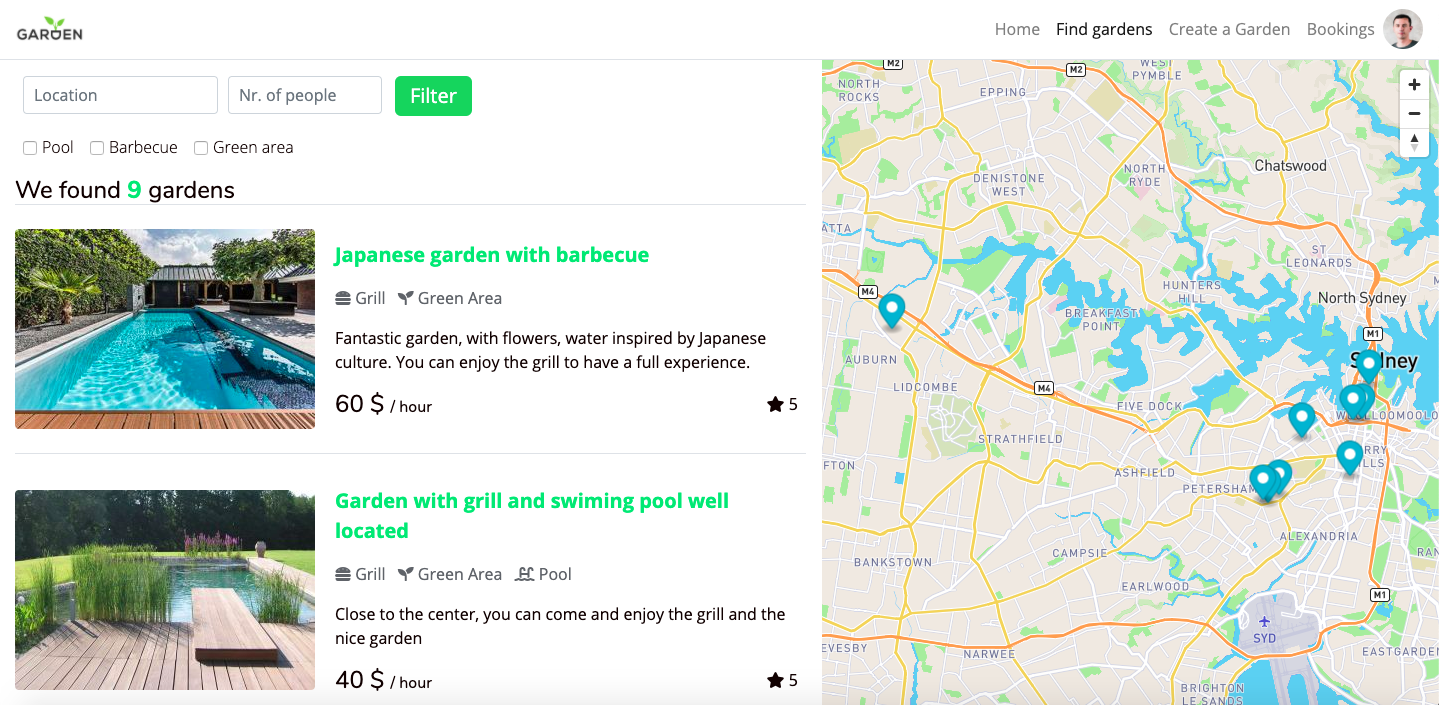 GARDEN
Home Find gardens Create a Garden Bookings
Location
Nr. of people
Filter
Pool
Barbecue
Green area
We found 9 gardens
Japanese garden with barbecue
Grill Green Area
Fantastic garden, with flowers, water inspired by Japanese
culture. You can enjoy the grill to have a full experience.
60 $ / hour
5
Garden with grill and swiming pool well
located
Grill Green Area Pool
Close to the center, you can come and enjoy the grill and the
nice garden
40 $ / hour
5
M2
WEST
PYMBLE
M2
NORTH
ROCKS
EPPING
Chatswood
DENISTONE
WEST
NORTH
RYDE
ATTA
ST
LEONARDS
M4
HUNTERS
HILL
North Sydney
BREAKFAST
POINT
M1
AUBURN
LIDCOMBE
M4
FIVE DOCK
STRATHFIELD
FTON
ASHFIELD
PETERSHAM
ALEXANDRIA
RAN
CAMPSIE
BANKSTOWN
EARLWOOD
M1
SYD
EVESBY
NARWEE
EASTGARDEN
BRIGHTON
LE SANDS